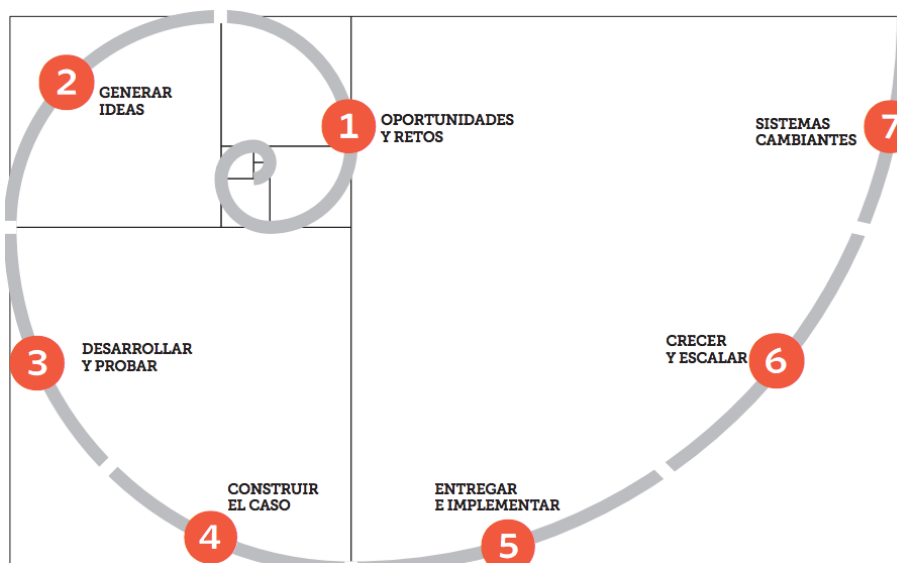 1
OPORTUNIDADES
Y RETOS
2
GENERAR
IDEAS
3
DESARROLLAR
Y PROBAR
4
CONSTRUIR
EL CASO
5
ENTREGAR
E IMPLEMENTAR
6
CRECER
Y ESCALAR
7
SISTEMAS
CAMBIANTES